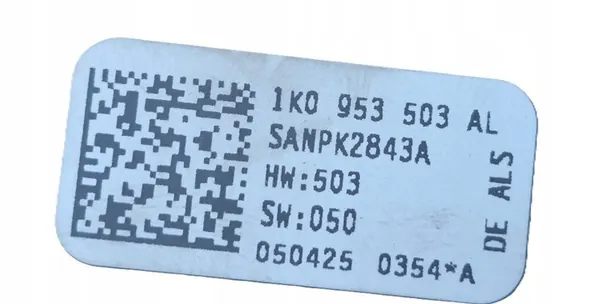 1K0 953 503 AL
SANPK2843A
HW:503
SW:050
050425 0354*A
DE ALS